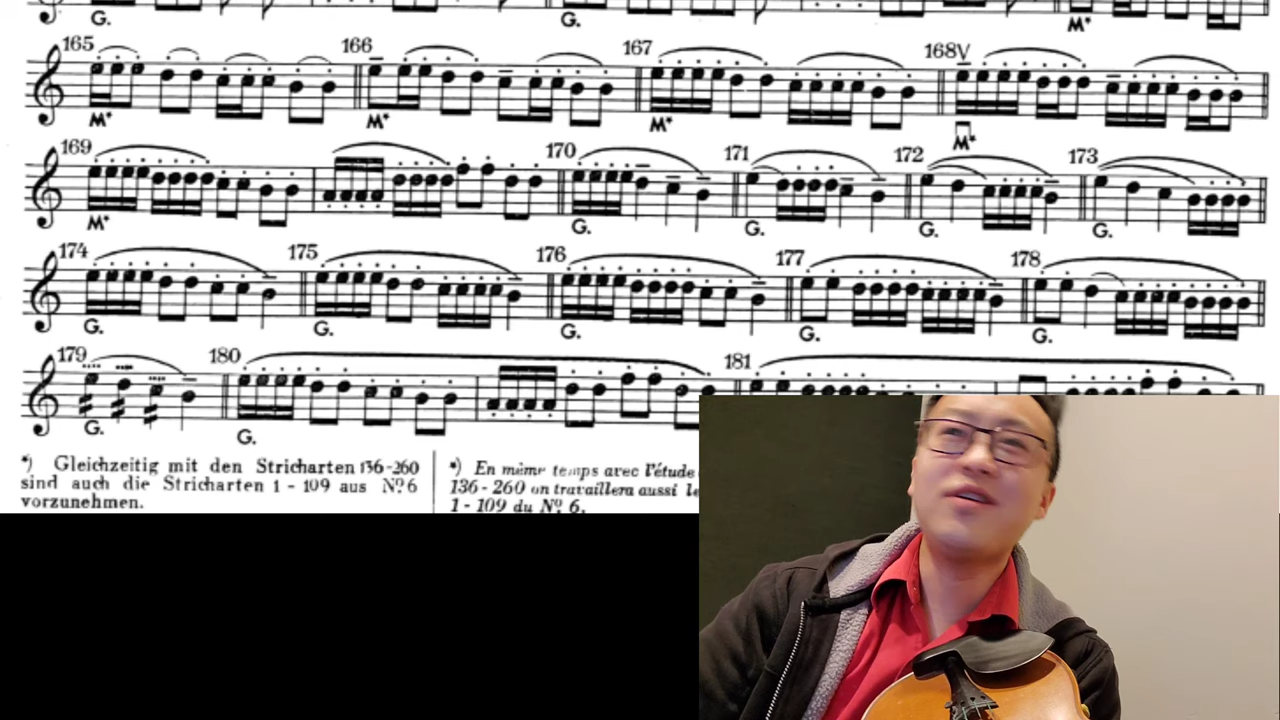 G. G. M*
165 166 167 168V
M* M* M* M*
169 170 171 172 173
M* G. G. G. G.
174 175 176 177 178
G. G. G. G. G.
179 180 181
G. G.
*) Gleichzeitig mit den Stricharten 136-260
sind auch die Stricharten 1 - 109 aus Nº 6
vorzunehmen.
*) En même temps avec l'étude
136 - 260 on travaillera aussi le
1 - 109 du Nº 6.